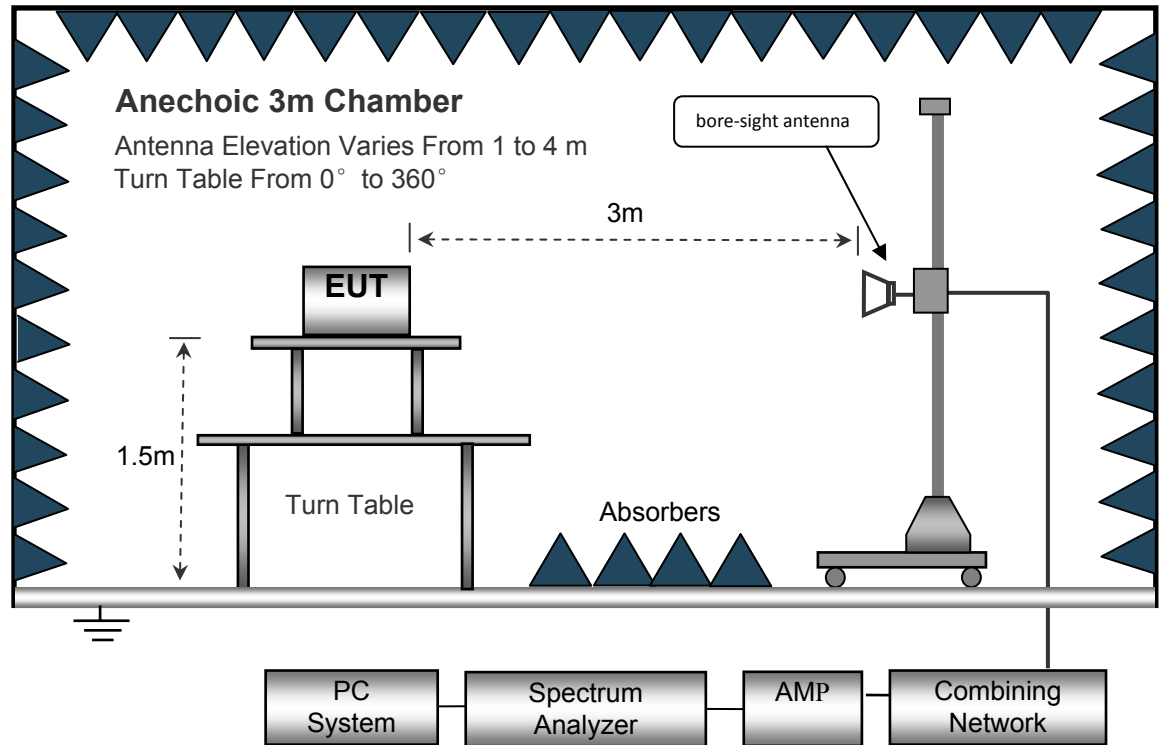 Anechoic 3m Chamber
Antenna Elevation Varies From 1 to 4 m
Turn Table From 0° to 360°
bore-sight antenna
3m
EUT
1.5m
Turn Table
Absorbers
PC
System
Spectrum
Analyzer
AMP
Combining
Network